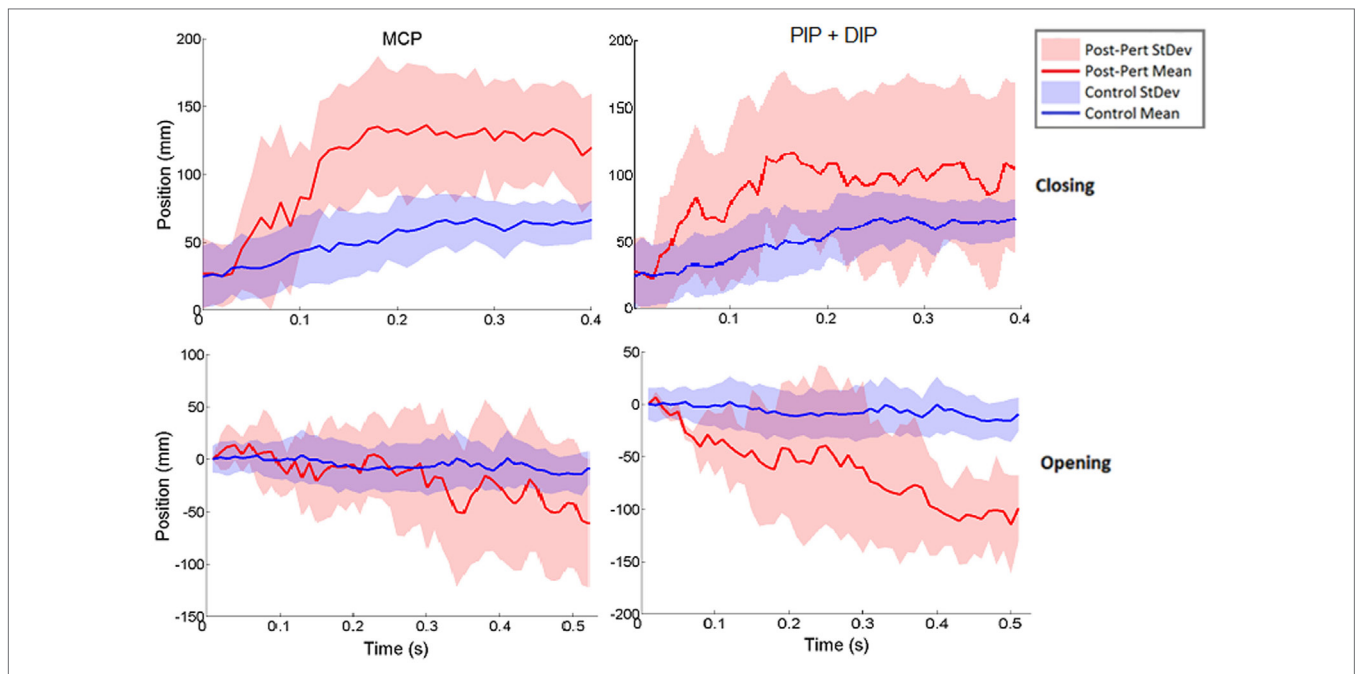 MCP
PIP + DIP
Post-Pert StDev
Post-Pert Mean
Control StDev
Control Mean
Closing
Position (mm)
200
150
100
50
0
0 0.1 0.2 0.3 0.4
200
150
100
50
0
0.1 0.2 0.3 0.4
Opening
Position (mm)
100
50
0
-50
-100
-150
0 0.1 0.2 0.3 0.4 0.5
Time (s)
50
0
-50
-100
-150
-200
0 0.1 0.2 0.3 0.4 0.5
Time (s)